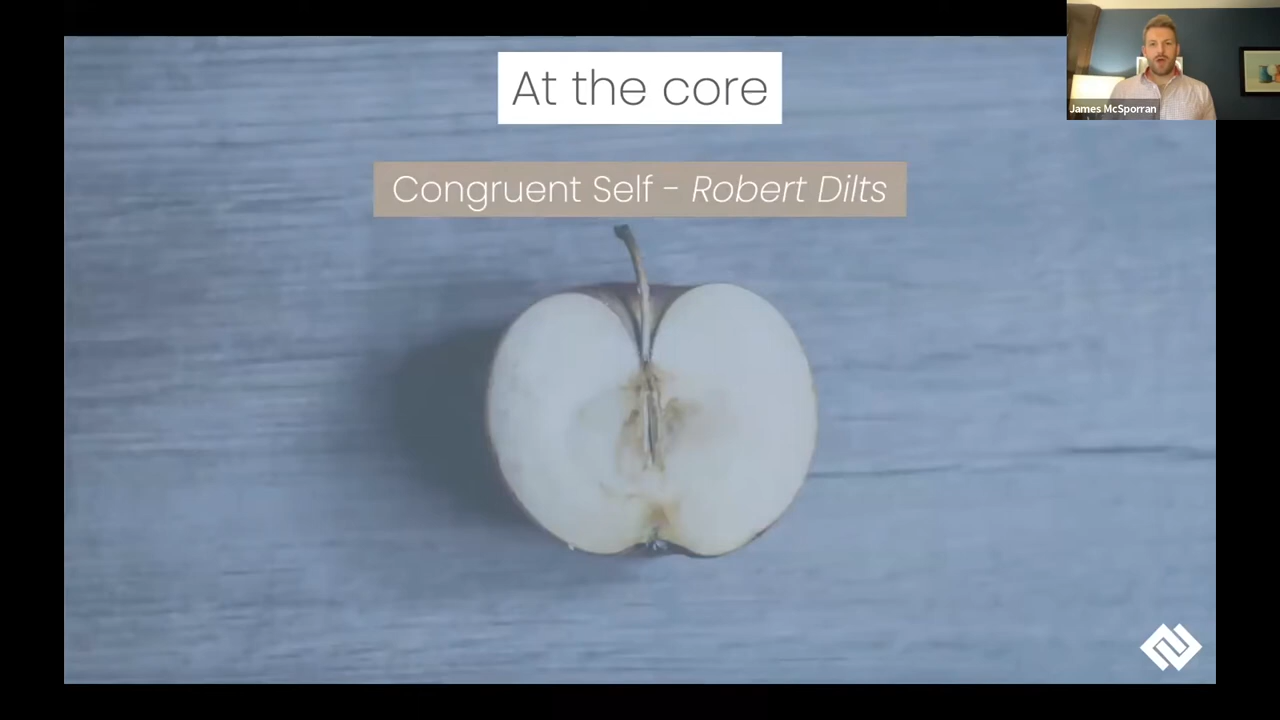 At the core
Congruent Self - Robert Dilts
James McSporran